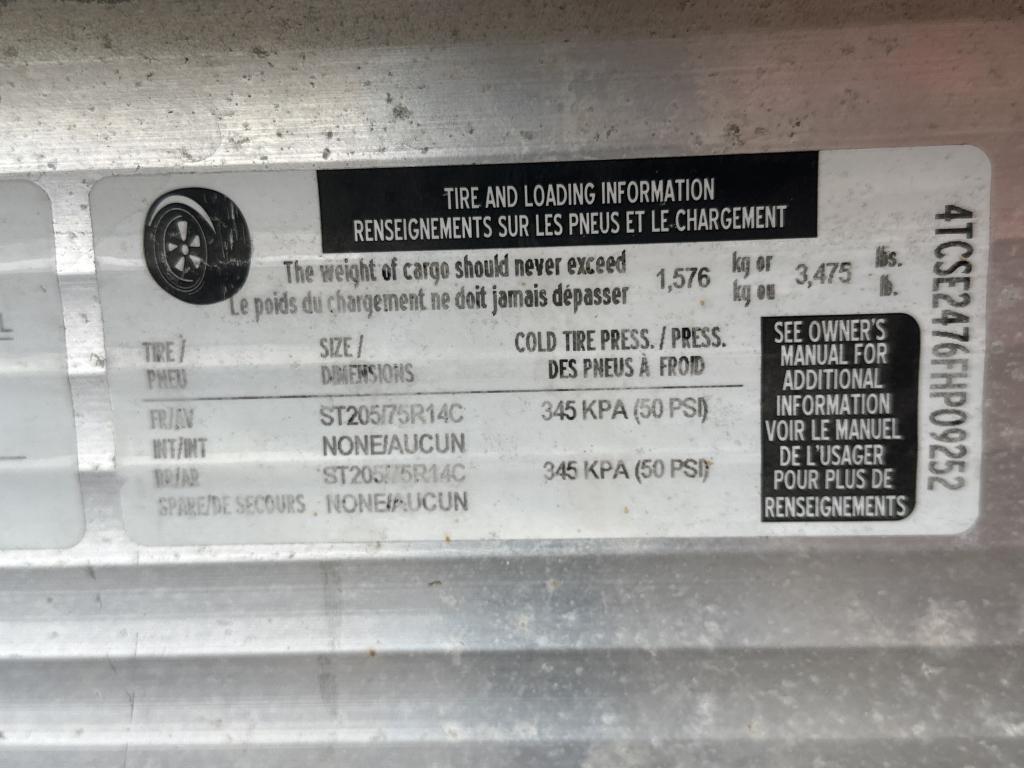 TIRE AND LOADING INFORMATION
RENSEIGNEMENTS SUR LES PNEUS ET LE CHARGEMENT
The weight of cargo should never exceed 1,576 kg or 3,475 lbs.
Le poids du chargement ne doit jamais dépasser kg ou lb.
TIRE / SIZE / COLD TIRE PRESS. / PRESS.
PNEU DIMENSIONS DES PNEUS À FROID
FR/AV ST205/75R14C 345 KPA (50 PSI)
INT/INT NONE/AUCUN
RR/AR ST205/75R14C 345 KPA (50 PSI)
SPARE/DE SECOURS NONE/AUCUN
SEE OWNER'S
MANUAL FOR
ADDITIONAL
INFORMATION
VOIR LE MANUEL
DE L'USAGER
POUR PLUS DE
RENSEIGNEMENTS
4TCSE2476FHP09252
L